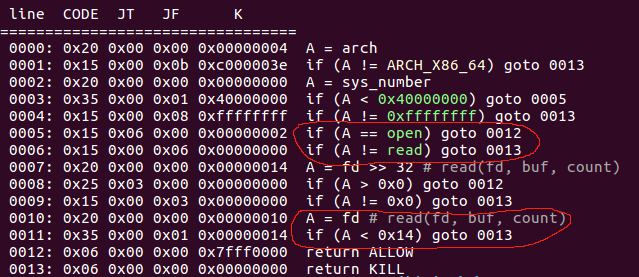 line CODE JT JF K
=================================
0000: 0x20 0x00 0x00 0x00000004 A = arch
0001: 0x15 0x00 0x0b 0xc000003e if (A != ARCH_X86_64) goto 0013
0002: 0x20 0x00 0x00 0x00000000 A = sys_number
0003: 0x35 0x00 0x01 0x40000000 if (A < 0x40000000) goto 0005
0004: 0x15 0x00 0x08 0xffffffff if (A != 0xffffffff) goto 0013
0005: 0x15 0x06 0x00 0x00000002 if (A == open) goto 0012
0006: 0x15 0x00 0x06 0x00000000 if (A != read) goto 0013
0007: 0x20 0x00 0x00 0x00000014 A = fd >> 32 # read(fd, buf, count)
0008: 0x25 0x03 0x00 0x00000000 if (A > 0x0) goto 0012
0009: 0x15 0x00 0x03 0x00000000 if (A != 0x0) goto 0013
0010: 0x20 0x00 0x00 0x00000010 A = fd # read(fd, buf, count)
0011: 0x35 0x00 0x01 0x00000014 if (A < 0x14) goto 0013
0012: 0x06 0x00 0x00 0x7fff0000 return ALLOW
0013: 0x06 0x00 0x00 0x00000000 return KILL